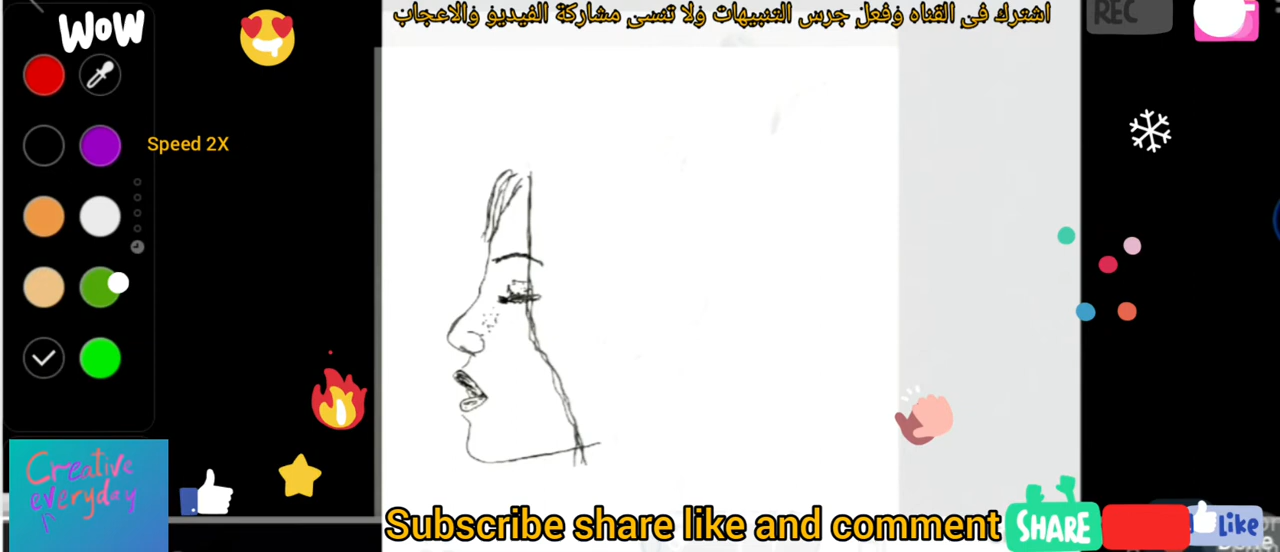 اشترك فى القناه وفعل جرس التنبيهات ولا تنسى مشاركة الفيديو والاعجاب
REC
WOW
Speed 2X
Creative
everyday
Subscribe share like and comment
SHARE
Like
Done